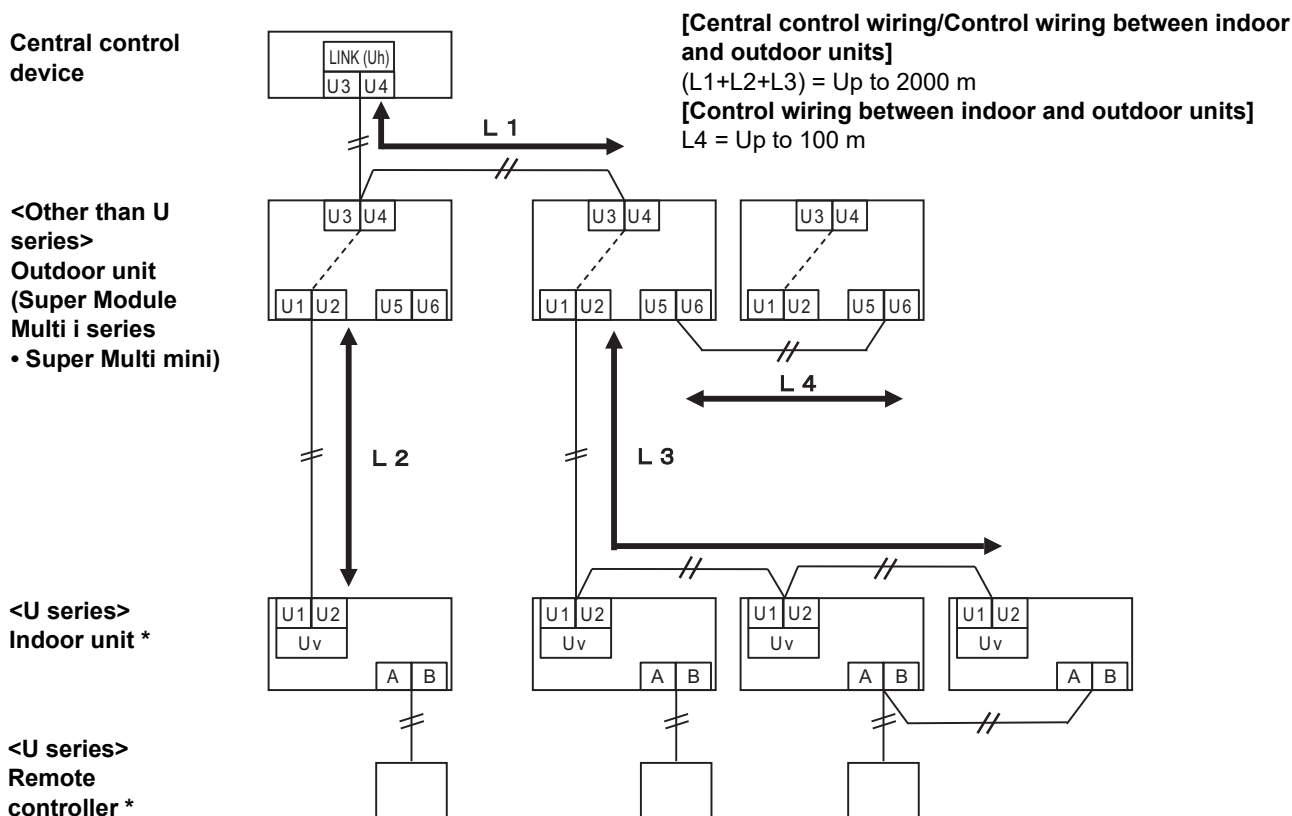 Central control
device
LINK (Uh)
U3 U4
[Central control wiring/Control wiring between indoor
and outdoor units]
(L1+L2+L3) = Up to 2000 m
[Control wiring between indoor and outdoor units]
L4 = Up to 100 m
L 1
<Other than U
series>
Outdoor unit
(Super Module
Multi i series
• Super Multi mini)
U3 U4
U1 U2
U5 U6
U3 U4
U1 U2
U5 U6
U3 U4
U1 U2
U5 U6
L 4
L 2
L 3
<U series>
Indoor unit *
U1 U2
Uv
A B
U1 U2
Uv
A B
U1 U2
Uv
A B
U1 U2
Uv
A B
<U series>
Remote
controller *